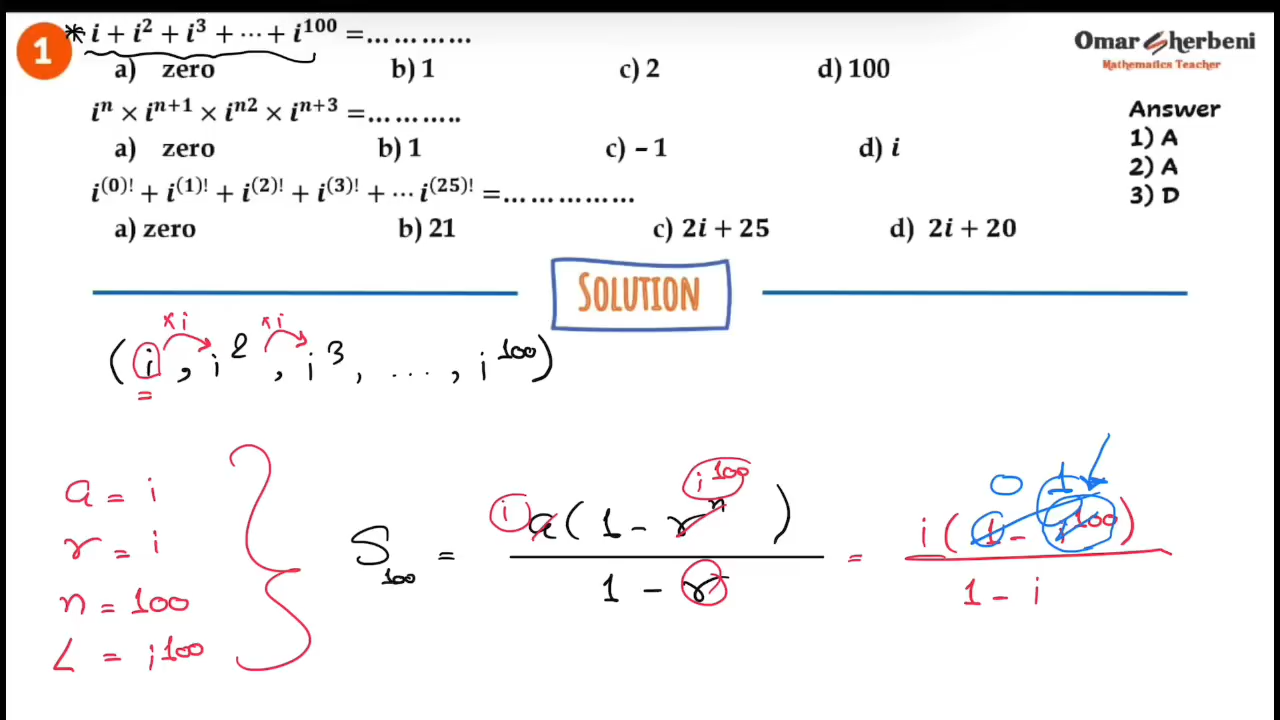 1
* i + i² + i³ + ⋯ + i¹⁰⁰ = …………
a) zero b) 1 c) 2 d) 100
iⁿ × iⁿ⁺¹ × iⁿ² × iⁿ⁺³ = ………..
a) zero b) 1 c) – 1 d) i
i⁽⁰⁾! + i⁽¹⁾! + i⁽²⁾! + i⁽³⁾! + ⋯ i⁽²⁵⁾! = ……………
a) zero b) 21 c) 2i + 25 d) 2i + 20
Omar Sherbeni
Mathematics Teacher
Answer
1) A
2) A
3) D
SOLUTION
×i ×i
(i , i² , i³ , ... , i¹⁰⁰)
=
a = i
r = i
n = 100
L = i¹⁰⁰
S₁₀₀ = a(1 - rⁿ) / 1 - r = i(1 - i¹⁰⁰) / 1 - i
i i¹⁰⁰ 0 1